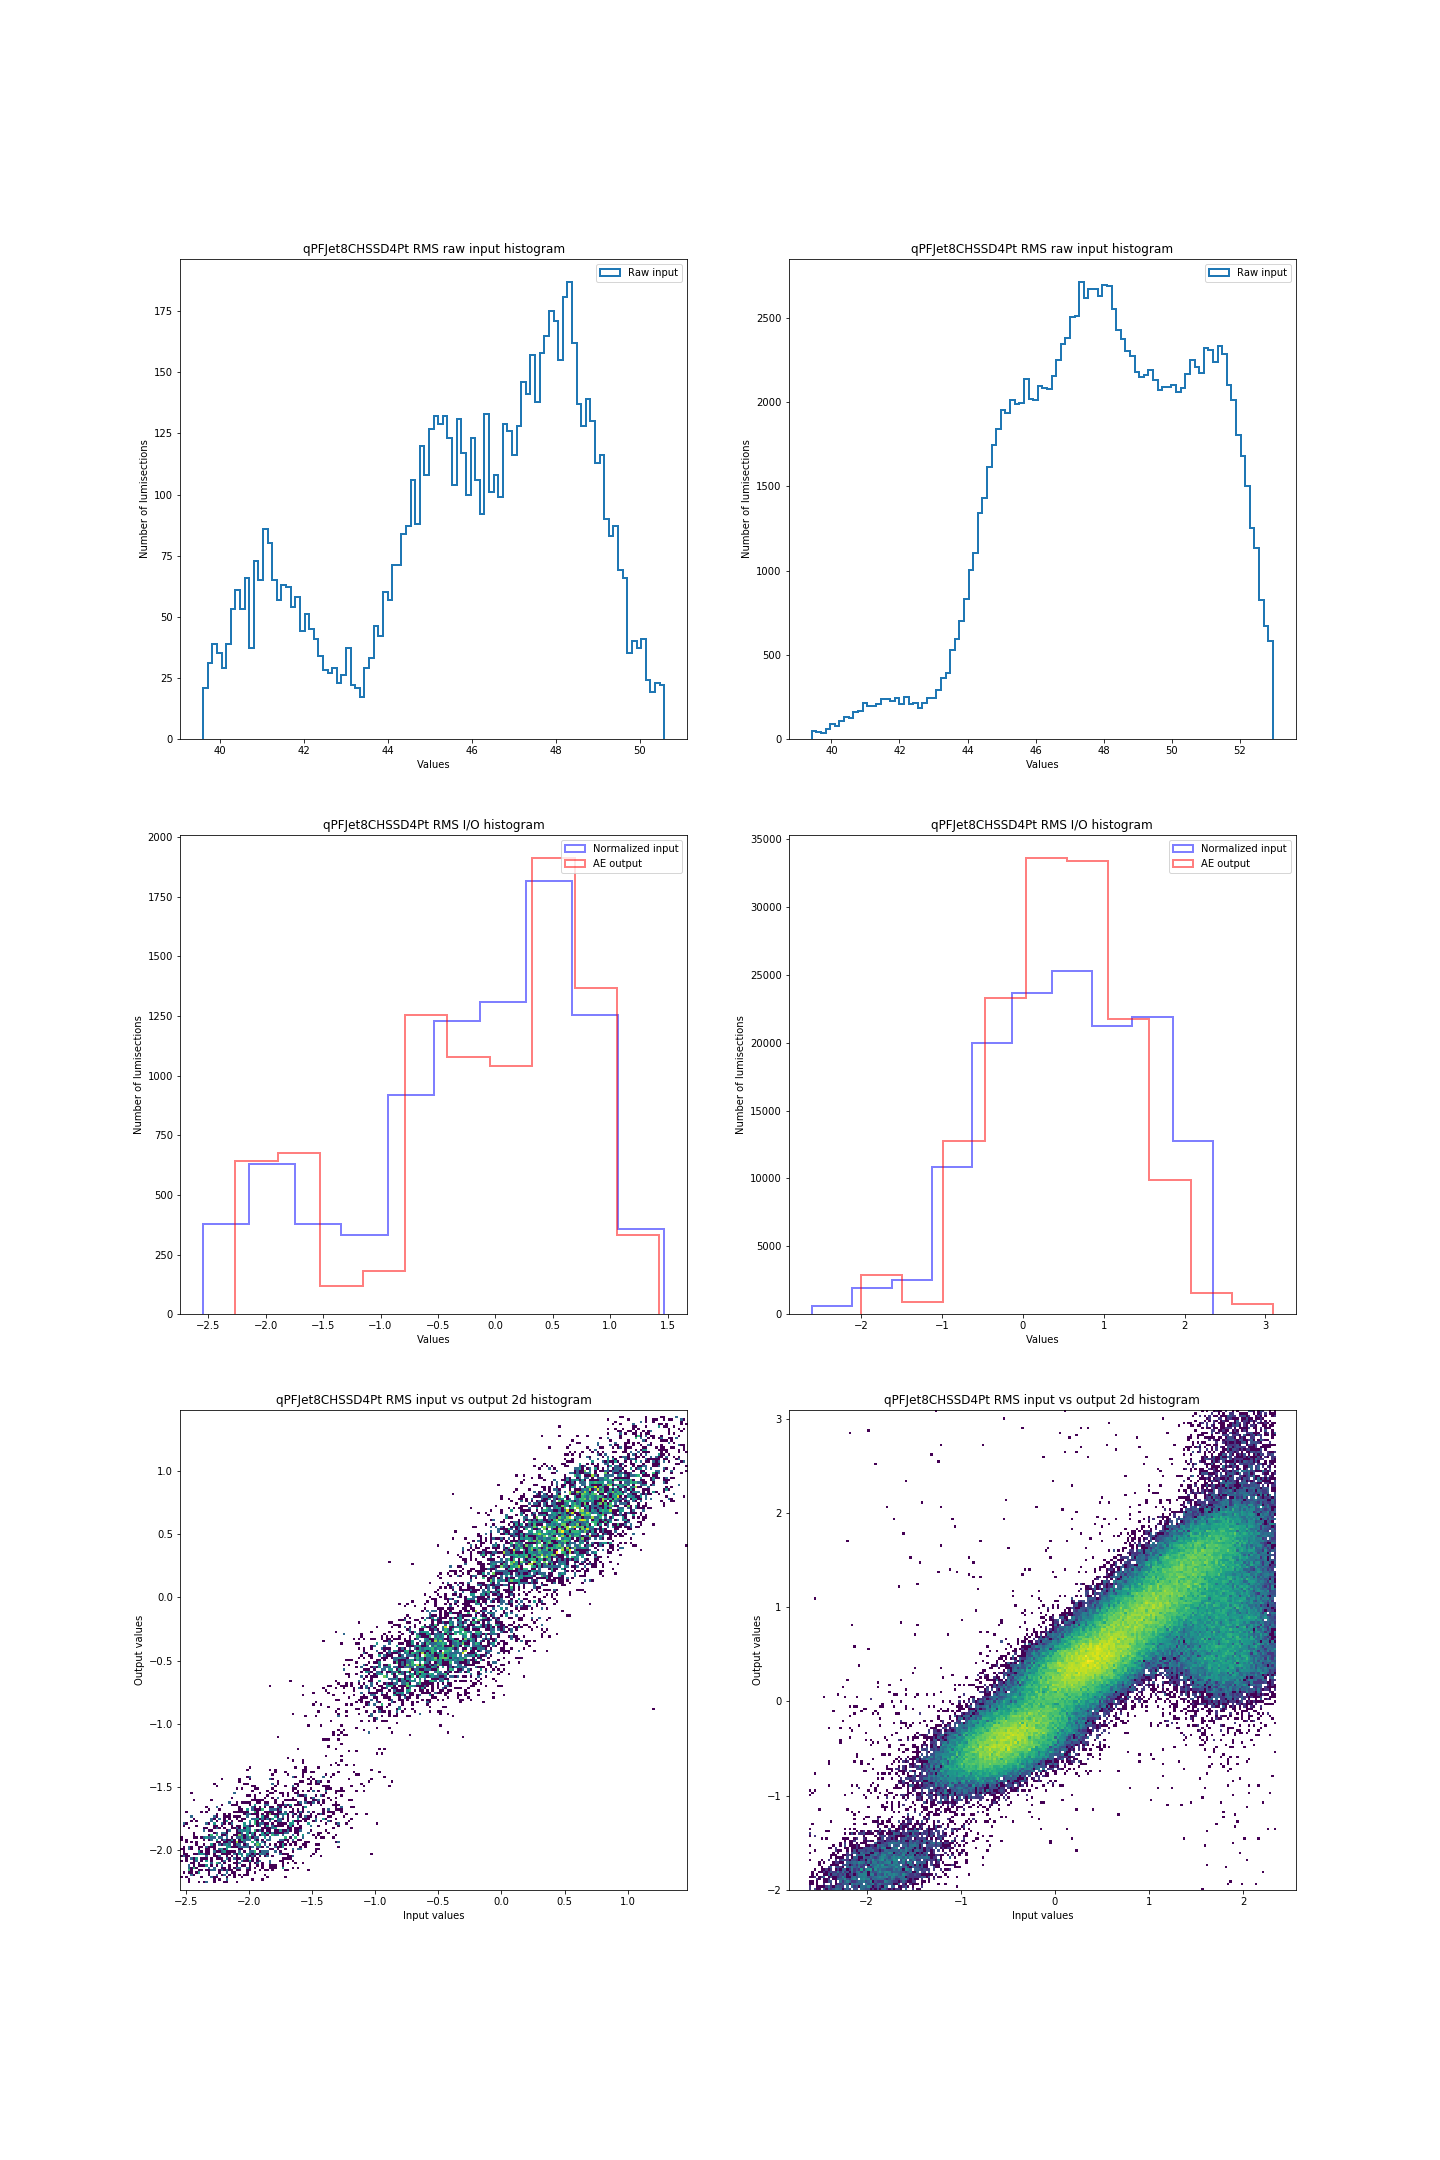 qPFJet8CHSSD4Pt RMS raw input histogram
Raw input
Number of lumisections
175
150
125
100
75
50
25
0
40 42 44 46 48 50
Values
qPFJet8CHSSD4Pt RMS raw input histogram
Raw input
Number of lumisections
2500
2000
1500
1000
500
0
40 42 44 46 48 50 52
Values
qPFJet8CHSSD4Pt RMS I/O histogram
Normalized input
AE output
Number of lumisections
2000
1750
1500
1250
1000
750
500
250
0
−2.5 −2.0 −1.5 −1.0 −0.5 0.0 0.5 1.0 1.5
Values
qPFJet8CHSSD4Pt RMS I/O histogram
Normalized input
AE output
Number of lumisections
35000
30000
25000
20000
15000
10000
5000
0
−2 −1 0 1 2 3
Values
qPFJet8CHSSD4Pt RMS input vs output 2d histogram
Output values
1.0
0.5
0.0
−0.5
−1.0
−1.5
−2.0
−2.5 −2.0 −1.5 −1.0 −0.5 0.0 0.5 1.0
Input values
qPFJet8CHSSD4Pt RMS input vs output 2d histogram
Output values
3
2
1
0
−1
−2
−2 −1 0 1 2
Input values